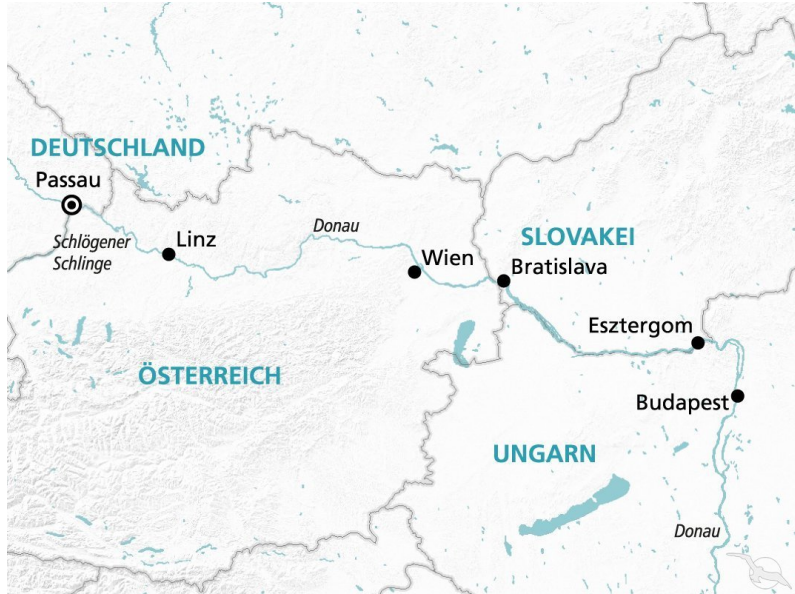 DEUTSCHLAND
Passau
Schlögener
Schlinge
Linz
Donau
Wien
SLOVAKEI
Bratislava
Esztergom
ÖSTERREICH
Budapest
UNGARN
Donau